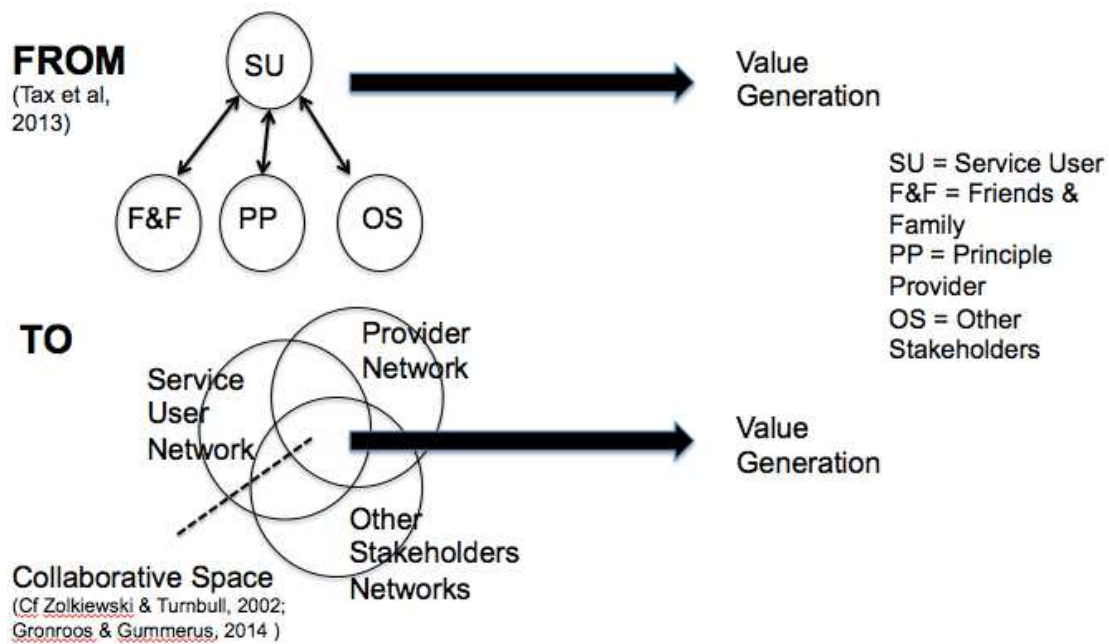 FROM
(Tax et al,
2013)
SU
F&F
PP
OS
Value
Generation
SU = Service User
F&F = Friends &
Family
PP = Principle
Provider
OS = Other
Stakeholders
TO
Provider
Network
Service
User
Network
Other
Stakeholders
Networks
Value
Generation
Collaborative Space
(Cf Zolkiewski & Turnbull, 2002;
Gronroos & Gummerus, 2014 )